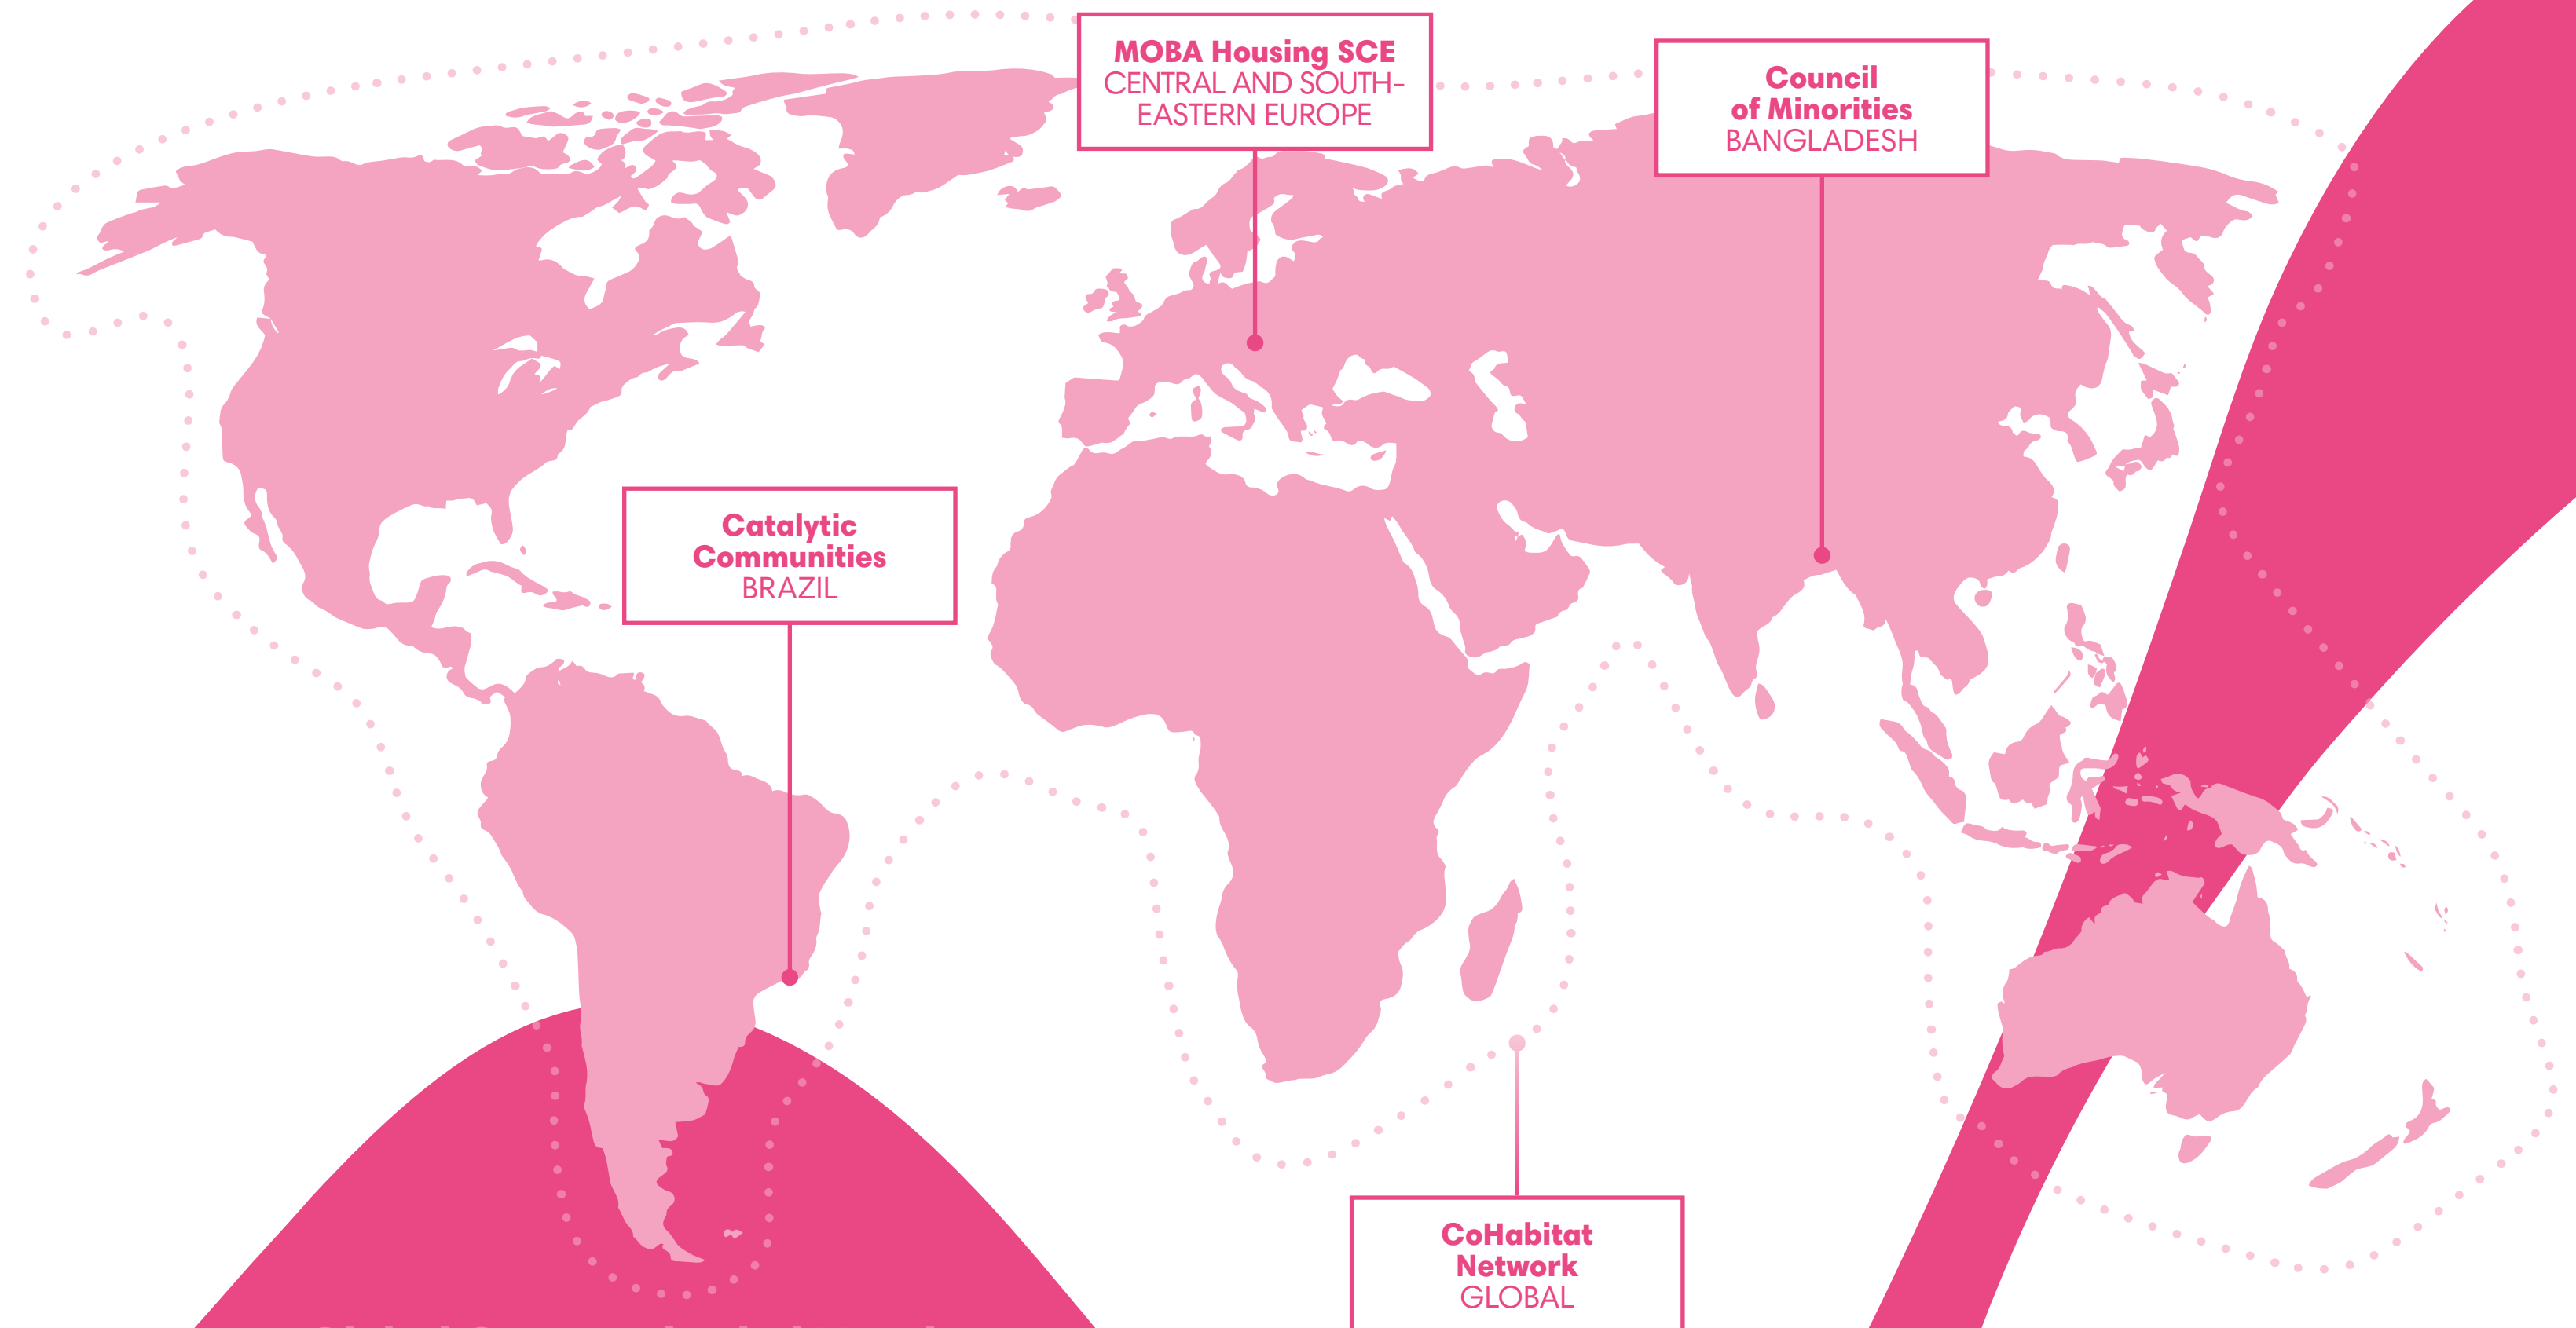 MOBA Housing SCE
CENTRAL AND SOUTH-
EASTERN EUROPE
Council
of Minorities
BANGLADESH
Catalytic
Communities
BRAZIL
CoHabitat
Network
GLOBAL